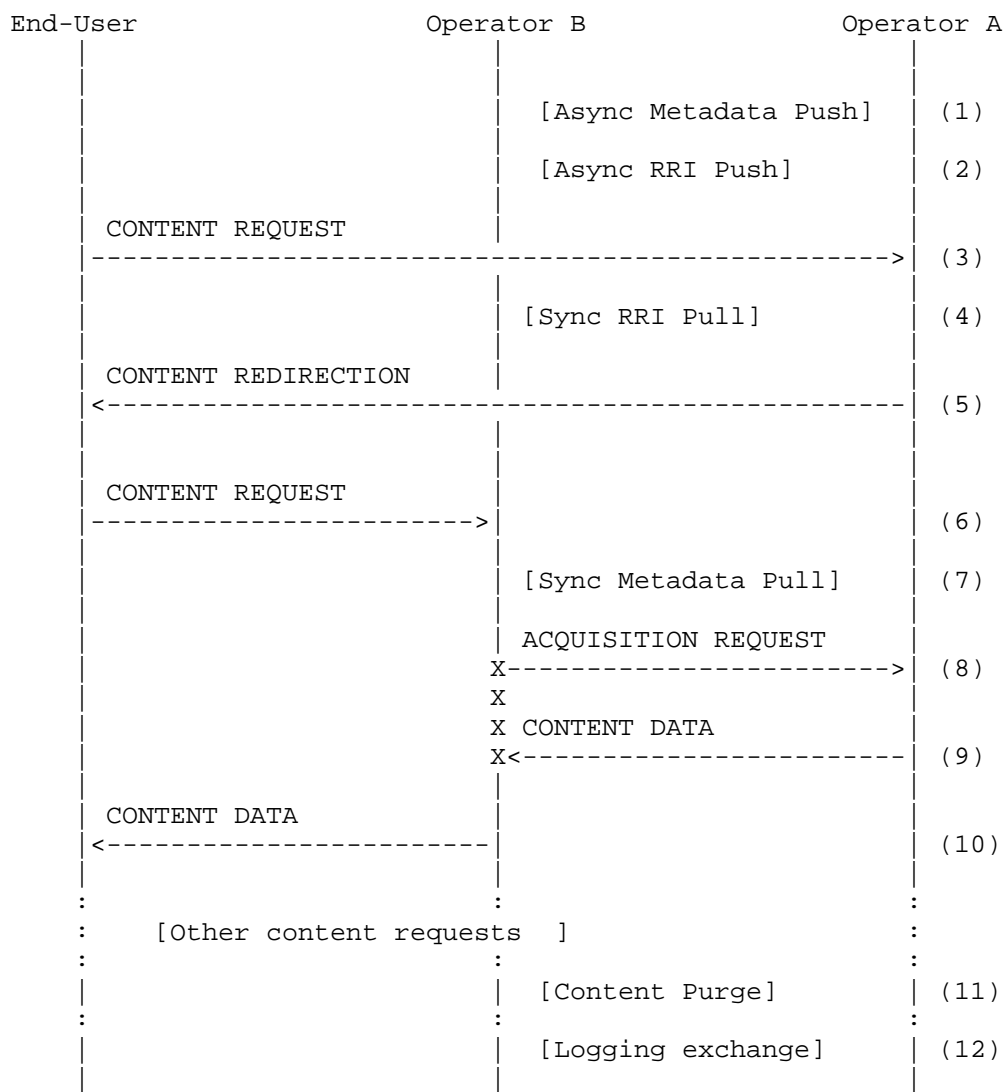 End-User Operator B Operator A
[Async Metadata Push] (1)
[Async RRI Push] (2)
CONTENT REQUEST
(3)
[Sync RRI Pull] (4)
CONTENT REDIRECTION
(5)
CONTENT REQUEST
(6)
[Sync Metadata Pull] (7)
ACQUISITION REQUEST
X (8)
X
X CONTENT DATA
X (9)
CONTENT DATA
(10)
[Other content requests ]
[Content Purge] (11)
[Logging exchange] (12)